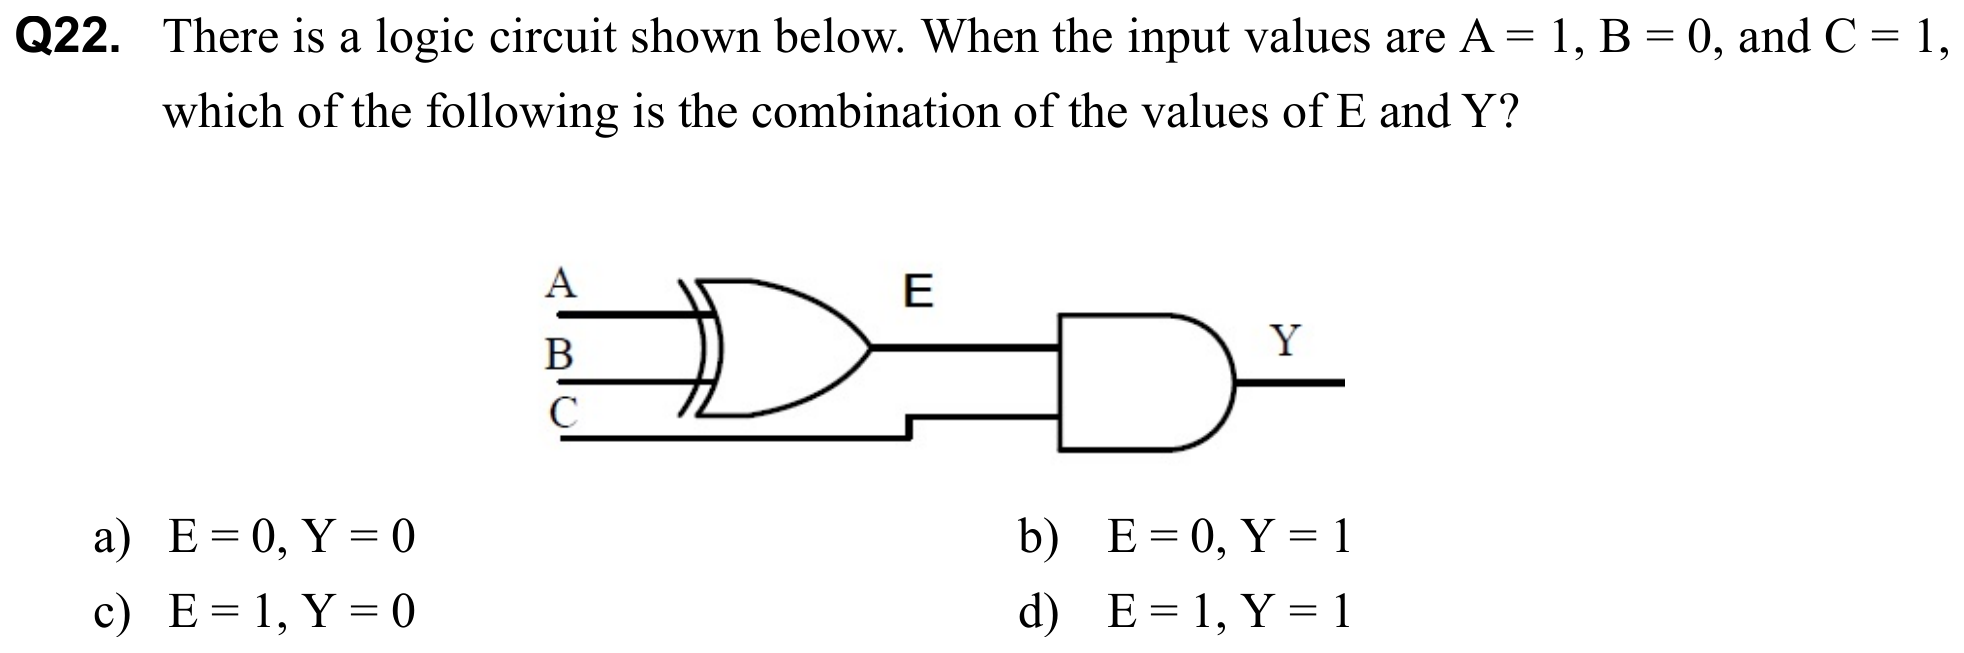 Q22. There is a logic circuit shown below. When the input values are A = 1, B = 0, and C = 1,
which of the following is the combination of the values of E and Y?
A
E
B
Y
C
a) E = 0, Y = 0
b) E = 0, Y = 1
c) E = 1, Y = 0
d) E = 1, Y = 1